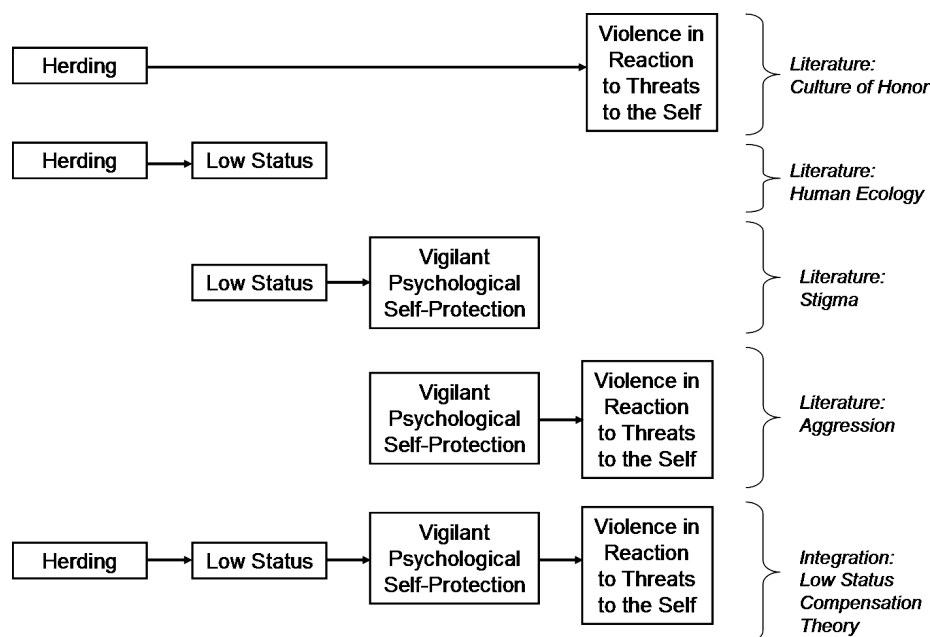 Herding
Violence in
Reaction
to Threats
to the Self
Literature:
Culture of Honor
Herding
Low Status
Literature:
Human Ecology
Low Status
Vigilant
Psychological
Self-Protection
Literature:
Stigma
Vigilant
Psychological
Self-Protection
Violence in
Reaction
to Threats
to the Self
Literature:
Aggression
Herding
Low Status
Vigilant
Psychological
Self-Protection
Violence in
Reaction
to Threats
to the Self
Integration:
Low Status
Compensation
Theory